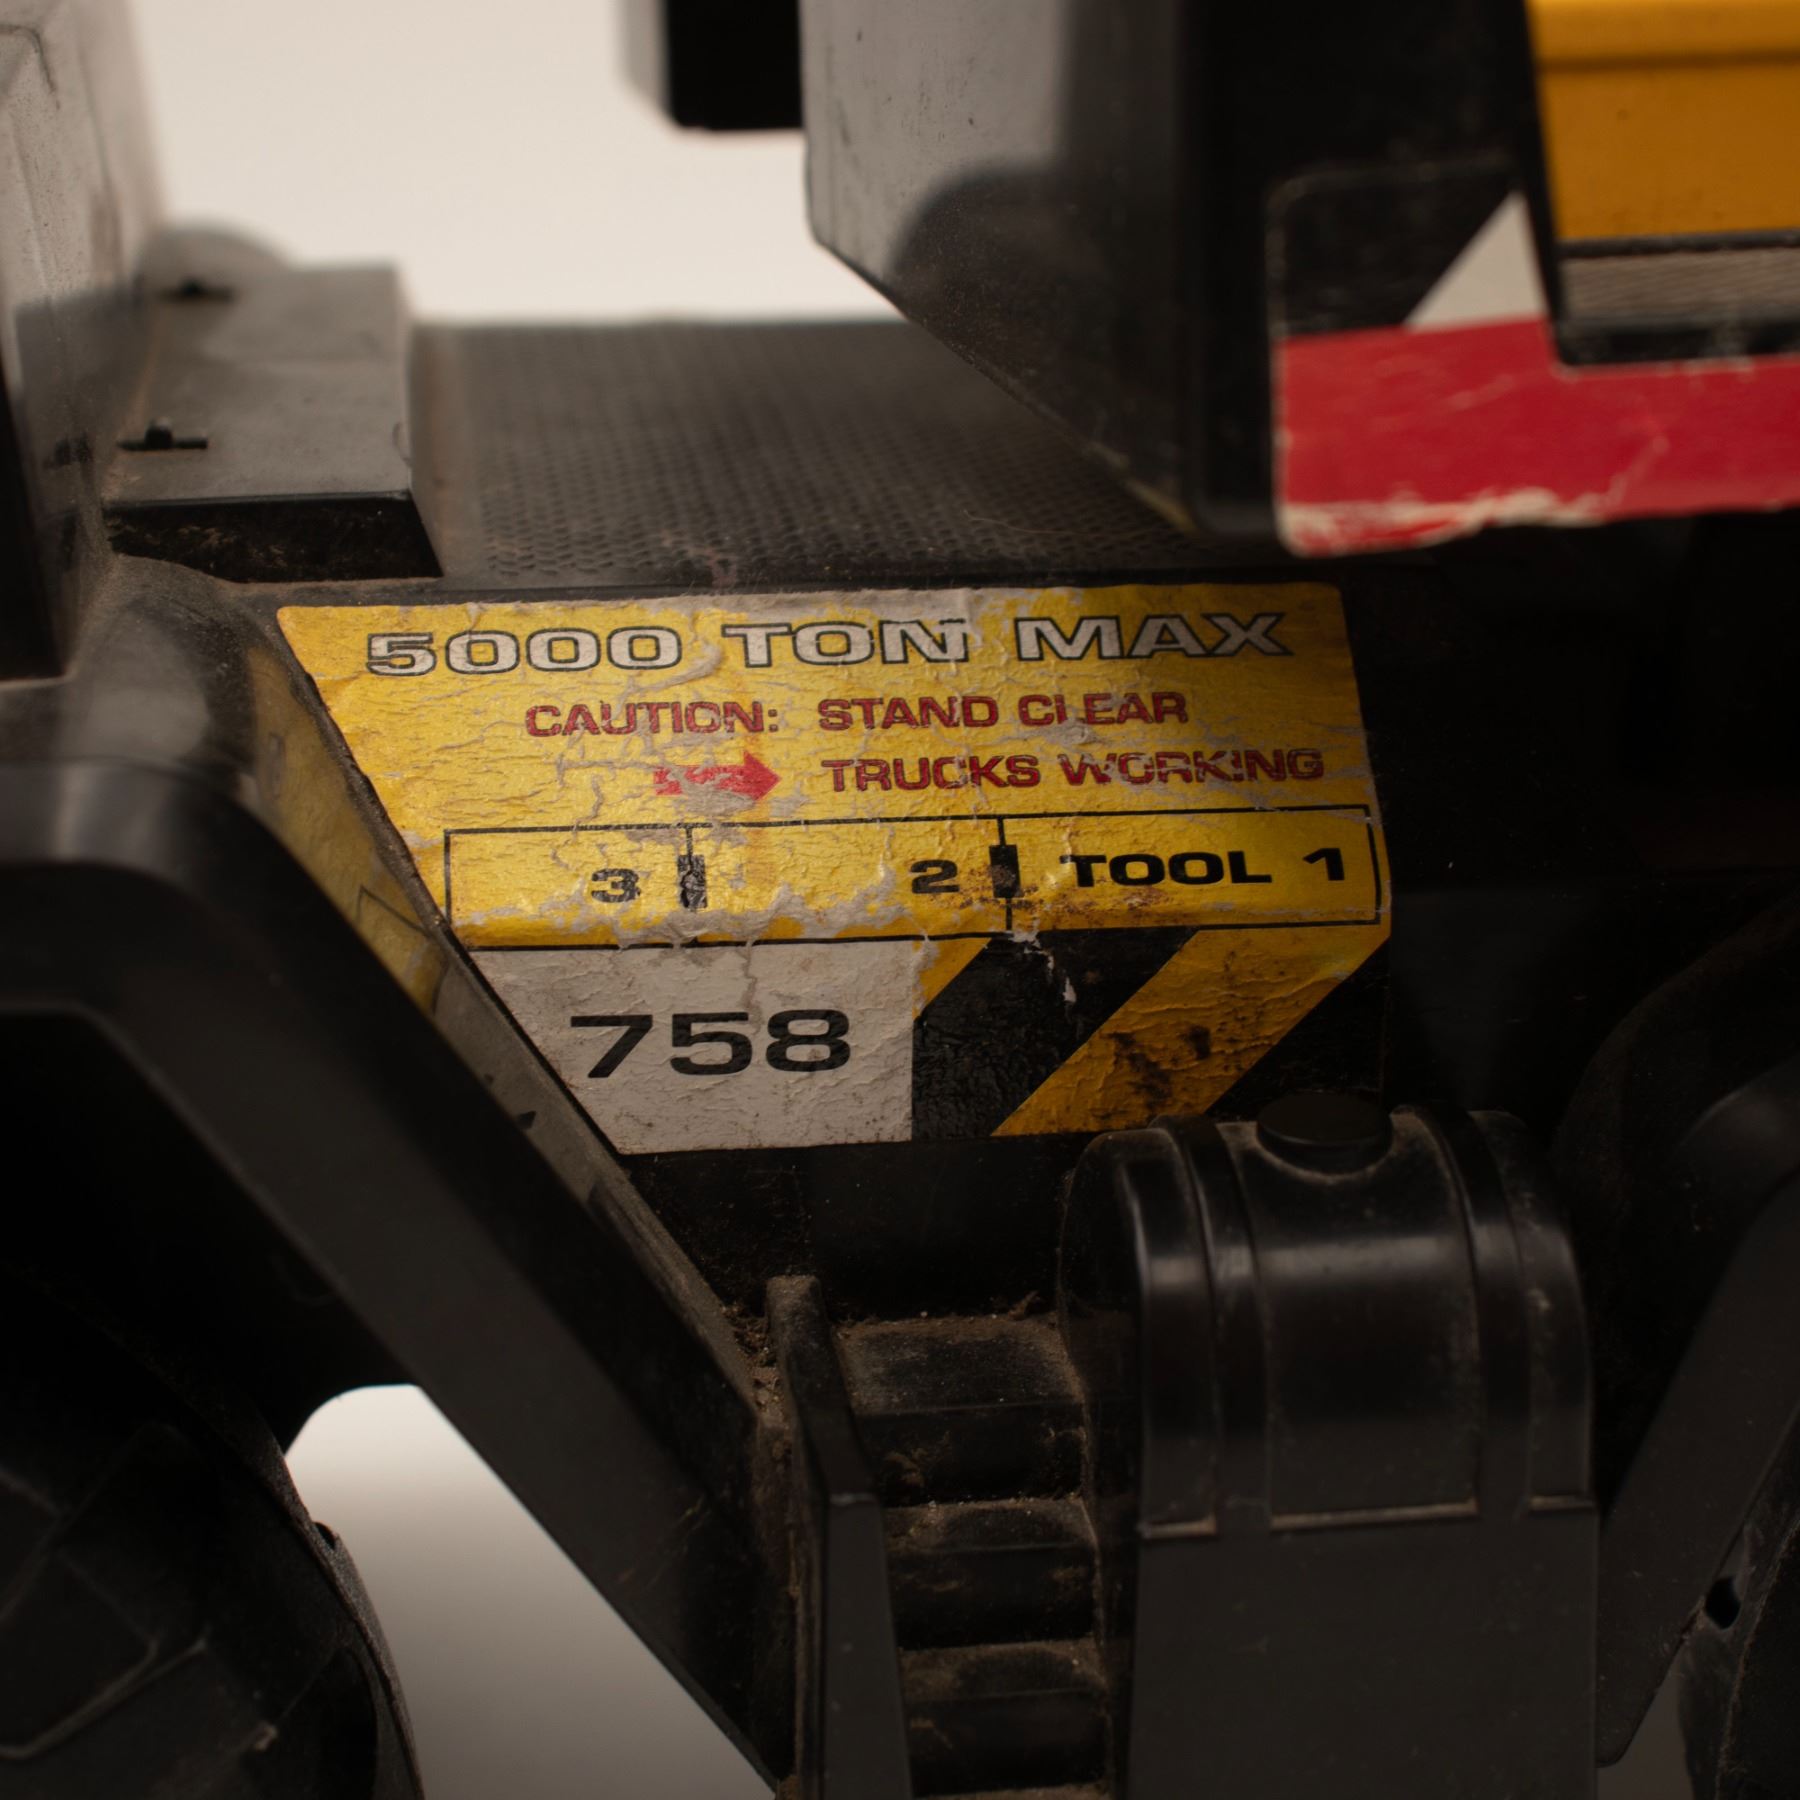 5000 TON MAX
CAUTION: STAND CLEAR
TRUCKS WORKING
3 2 TOOL 1
758